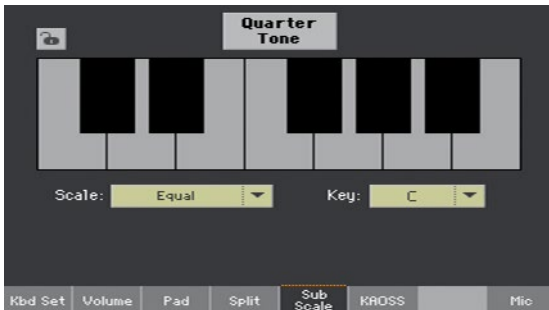 Quarter
Tone
Scale: Equal Key: C
Kbd Set Volume Pad Split Sub Scale KAOSS Mic